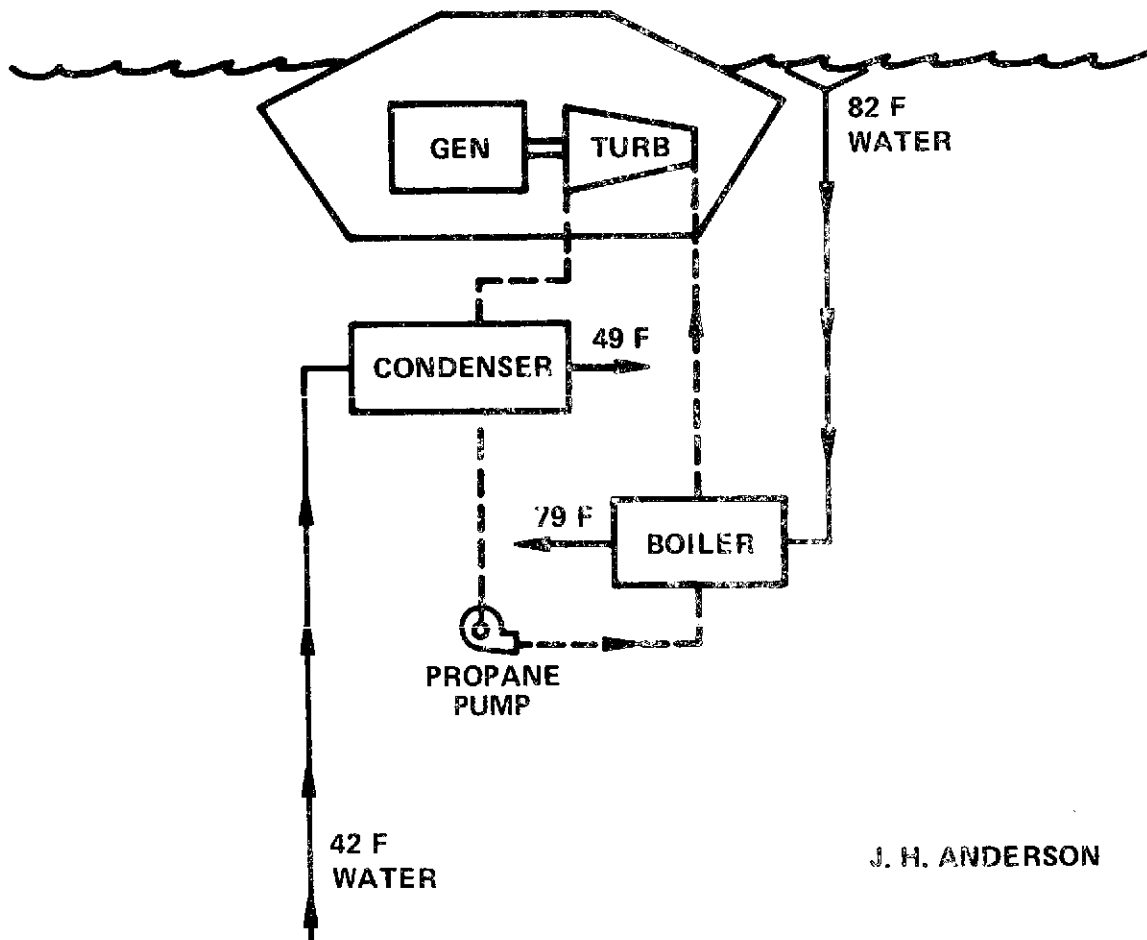 82 F
WATER
GEN
TURB
49 F
CONDENSER
79 F
BOILER
PROPANE
PUMP
42 F
WATER
J. H. ANDERSON